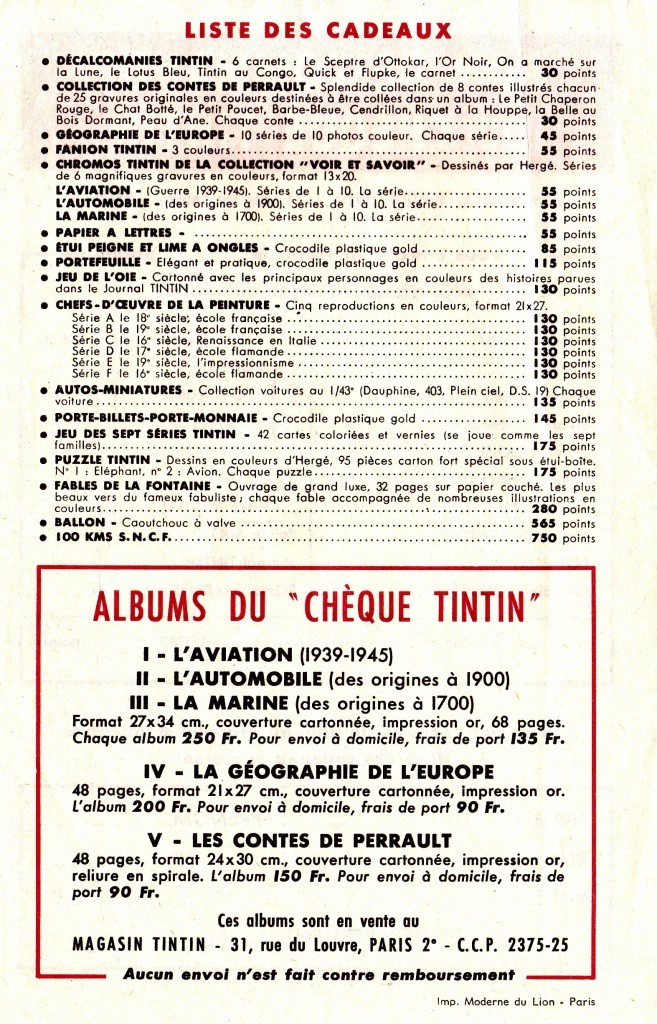 LISTE DES CADEAUX
● DÉCALCOMANIES TINTIN - 6 carnets : Le Sceptre d'Ottokar, l'Or Noir, On a marché sur
la Lune, le Lotus Bleu, Tintin au Congo, Quick et Flupke, le carnet ............ 30 points
● COLLECTION DES CONTES DE PERRAULT - Splendide collection de 8 contes illustrés chacun
de 25 gravures originales en couleurs destinées à être collées dans un album : Le Petit Chaperon
Rouge, le Chat Botté, le Petit Poucet, Barbe-Bleue, Cendrillon, Riquet à la Houppe, la Belle au
Bois Dormant, Peau d'Ane. Chaque conte ............ 30 points
● GÉOGRAPHIE DE L'EUROPE - 10 séries de 10 photos couleur. Chaque série..... 45 points
● FANION TINTIN - 3 couleurs............ 55 points
● CHROMOS TINTIN DE LA COLLECTION "VOIR ET SAVOIR" - Dessinés par Hergé. Séries
de 6 magnifiques gravures en couleurs, format 13x20.
L'AVIATION - (Guerre 1939-1945). Séries de 1 à 10. La série............ 55 points
L'AUTOMOBILE - (des origines à 1900). Séries de 1 à 10. La série............ 55 points
LA MARINE - (des origines à 1700). Séries de 1 à 10. La série............ 55 points
● PAPIER A LETTRES - ............ 55 points
● ÉTUI PEIGNE ET LIME A ONGLES - Crocodile plastique gold ............ 85 points
● PORTEFEUILLE - Elégant et pratique, crocodile plastique gold ............ 115 points
● JEU DE L'OIE - Cartonné avec les principaux personnages en couleurs des histoires parues
dans le Journal TINTIN ............ 130 points
● CHEFS-D'ŒUVRE DE LA PEINTURE - Cinq reproductions en couleurs, format 21x27.
Série A le 18e siècle, école française ............ 130 points
Série B le 19e siècle, école française ............ 130 points
Série C le 16e siècle, Renaissance en Italie ............ 130 points
Série D le 17e siècle, école flamande ............ 130 points
Série E le 19e siècle, l'impressionnisme ............ 130 points
Série F le 16e siècle, école flamande ............ 130 points
● AUTOS-MINIATURES - Collection voitures au 1/43e (Dauphine, 403, Plein ciel, D.S. 19) Chaque
voiture............ 135 points
● PORTE-BILLETS-PORTE-MONNAIE - Crocodile plastique gold ............ 145 points
● JEU DES SEPT SÉRIES TINTIN - 42 cartes coloriées et vernies (se joue comme les sept
familles)............ 175 points
● PUZZLE TINTIN - Dessins en couleurs d'Hergé, 95 pièces carton fort spécial sous étui-boîte.
N° 1 : Eléphant, n° 2 : Avion. Chaque puzzle............ 175 points
● FABLES DE LA FONTAINE - Ouvrage de grand luxe, 32 pages sur papier couché. Les plus
beaux vers du fameux fabuliste ; chaque fable accompagnée de nombreuses illustrations en
couleurs............ 280 points
● BALLON - Caoutchouc à valve ............ 565 points
● 100 KMS S.N.C.F............. 750 points
ALBUMS DU "CHÈQUE TINTIN"
I - L'AVIATION (1939-1945)
II - L'AUTOMOBILE (des origines à 1900)
III - LA MARINE (des origines à 1700)
Format 27x34 cm., couverture cartonnée, impression or, 68 pages.
Chaque album 250 Fr. Pour envoi à domicile, frais de port 135 Fr.
IV - LA GÉOGRAPHIE DE L'EUROPE
48 pages, format 21x27 cm., couverture cartonnée, impression or.
L'album 200 Fr. Pour envoi à domicile, frais de port 90 Fr.
V - LES CONTES DE PERRAULT
48 pages, format 24x30 cm., couverture cartonnée, impression or,
reliure en spirale. L'album 150 Fr. Pour envoi à domicile, frais de
port 90 Fr.
Ces albums sont en vente au
MAGASIN TINTIN - 31, rue du Louvre, PARIS 2e - C.C.P. 2375-25
Aucun envoi n'est fait contre remboursement
Imp. Moderne du Lion - Paris